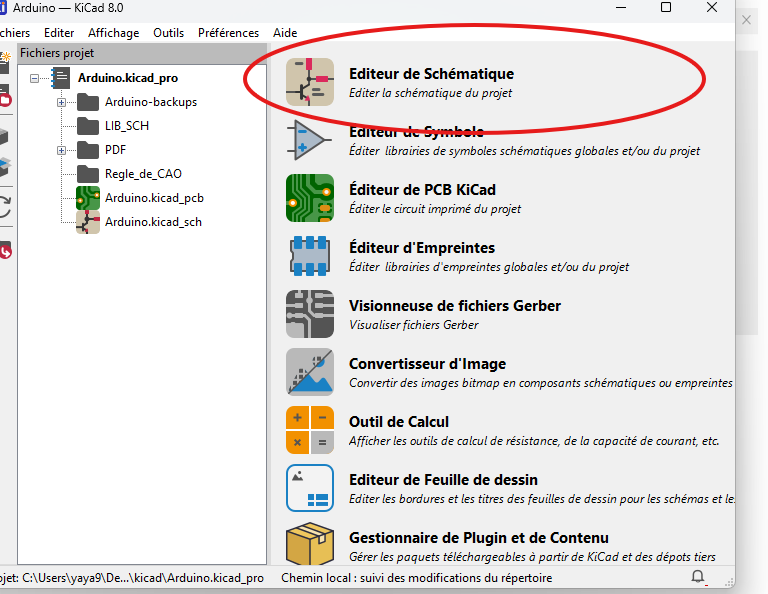 Arduino — KiCad 8.0
chiers Editer Affichage Outils Préférences Aide
Fichiers projet
Arduino.kicad_pro
Arduino-backups
LIB_SCH
PDF
Regle_de_CAO
Arduino.kicad_pcb
Arduino.kicad_sch
Editeur de Schématique
Editer la schématique du projet
Editeur de Symbole
Éditer librairies de symboles schématiques globales et/ou du projet
Éditeur de PCB KiCad
Éditer le circuit imprimé du projet
Éditeur d'Empreintes
Éditer librairies d'empreintes globales et/ou du projet
Visionneuse de fichiers Gerber
Visualiser fichiers Gerber
Convertisseur d'Image
Convertir des images bitmap en composants schématiques ou empreintes
Outil de Calcul
Afficher les outils de calcul de résistance, de la capacité de courant, etc.
Editeur de Feuille de dessin
Editer les bordures et les titres des feuilles de dessin pour les schémas et le
Gestionnaire de Plugin et de Contenu
Gérer les paquets téléchargeables à partir de KiCad et des dépots tiers
ojet: C:\Users\yaya9\De...\kicad\Arduino.kicad_pro Chemin local : suivi des modifications du répertoire